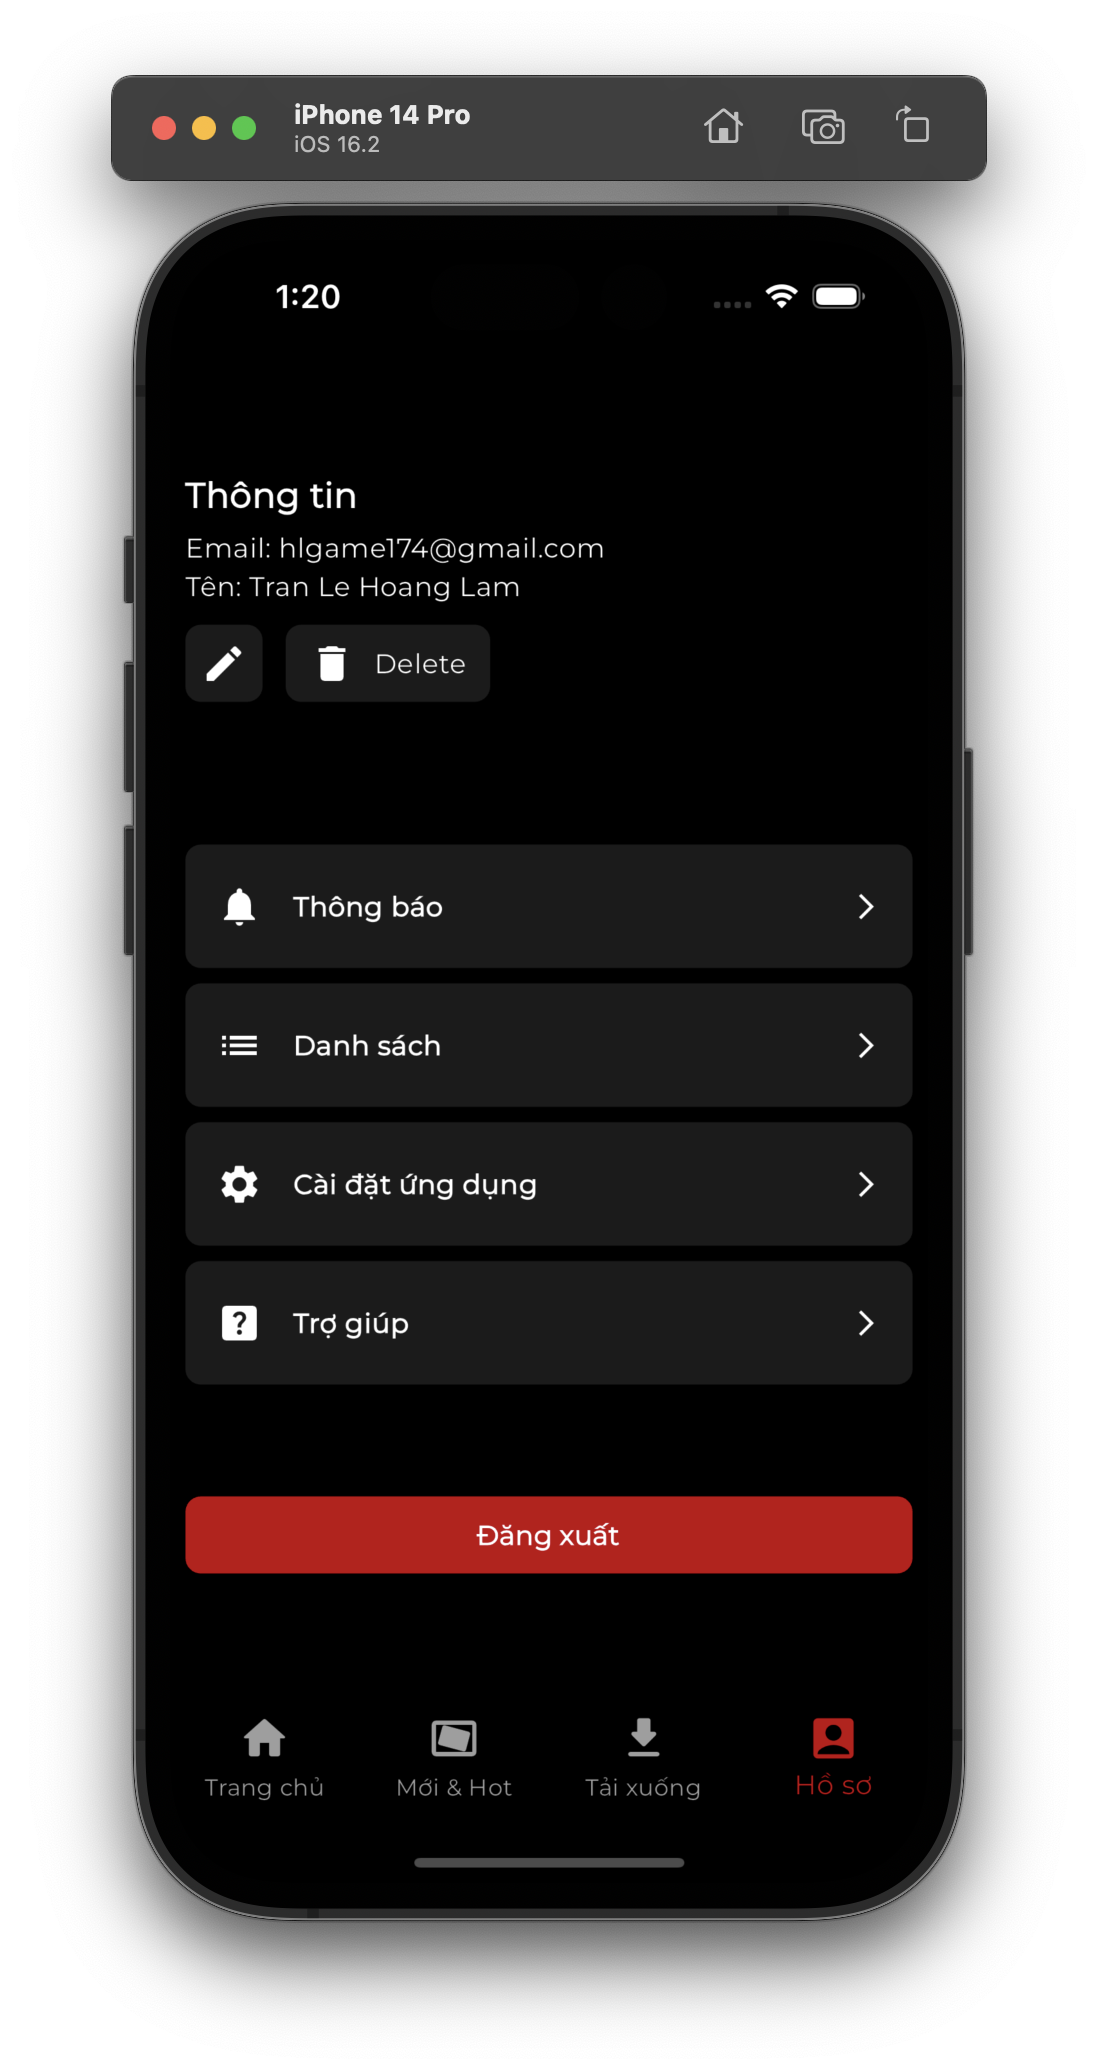 iPhone 14 Pro
iOS 16.2
1:20
Thông tin
Email: hlgame174@gmail.com
Tên: Tran Le Hoang Lam
Delete
Thông báo
Danh sách
Cài đặt ứng dụng
Trợ giúp
Đăng xuất
Trang chủ
Mới & Hot
Tải xuống
Hồ sơ